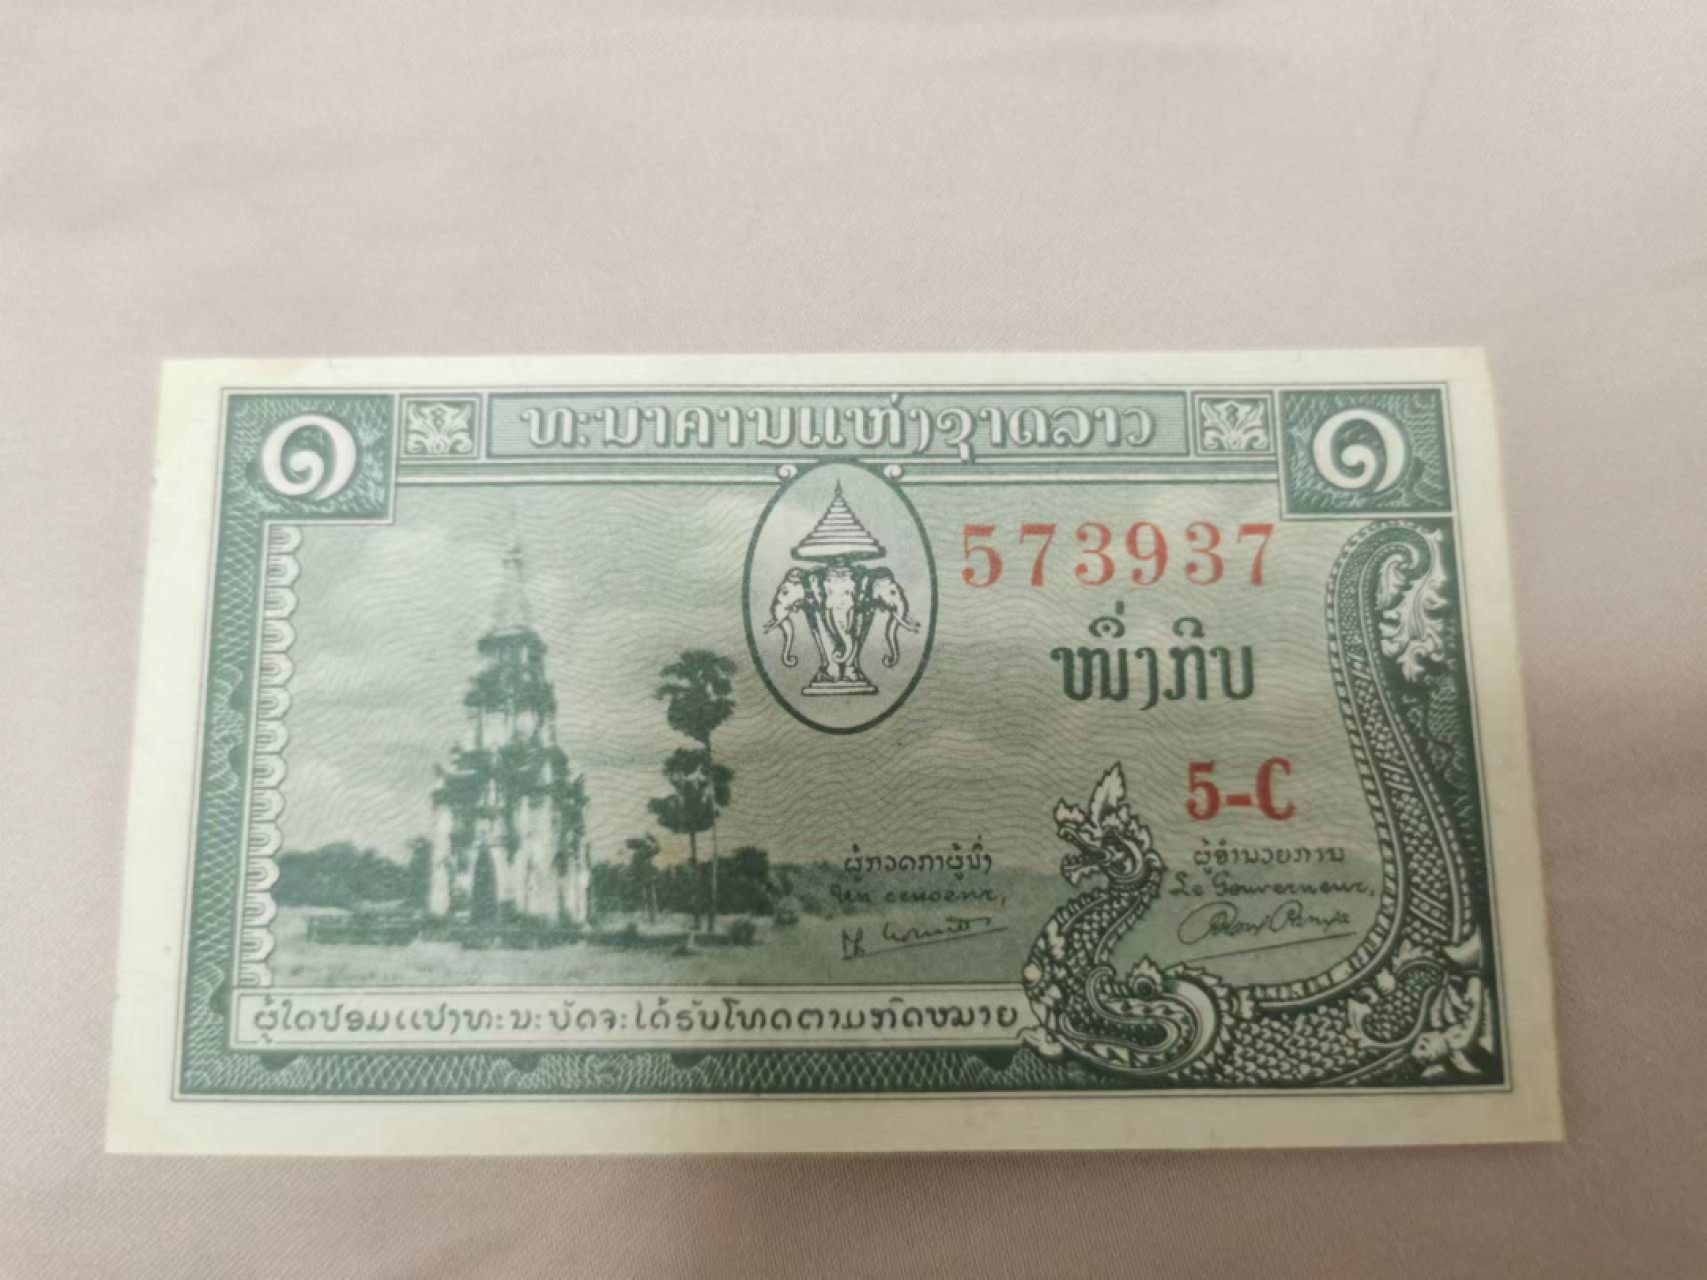 ທະນາຄານແຫ່ງຊາດລາວ
໑ ໑
573937
ໜຶ່ງກີບ
5-C
ຜູ້ກວດກາຜູ້ນຶ່ງ
Un censeur,
ຜູ້ອຳນວຍການ
Le Gouverneur,
ຜູ້ໃດປອມແປງທະນະບັດຈະໄດ້ຮັບໂທດຕາມກົດໝາຍ